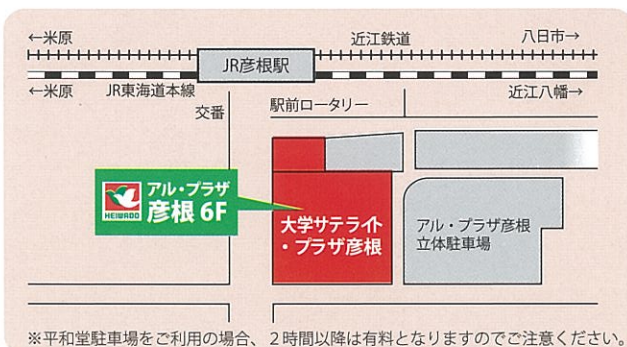 ←米原
近江鉄道
八日市→
JR彦根駅
←米原
JR東海道本線
近江八幡→
交番
駅前ロータリー
HEIWADO
アル・プラザ
彦根 6F
大学サテライト
・プラザ彦根
アル・プラザ彦根
立体駐車場
※平和堂駐車場をご利用の場合、2時間以降は有料となりますのでご注意ください。